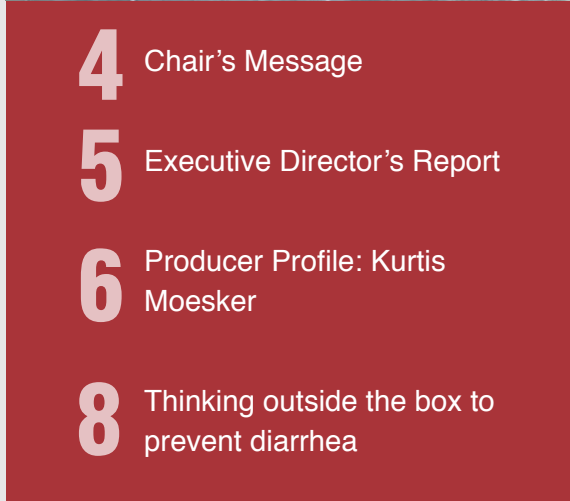 4 Chair’s Message
5 Executive Director’s Report
6 Producer Profile: Kurtis
Moesker
8 Thinking outside the box to
prevent diarrhea